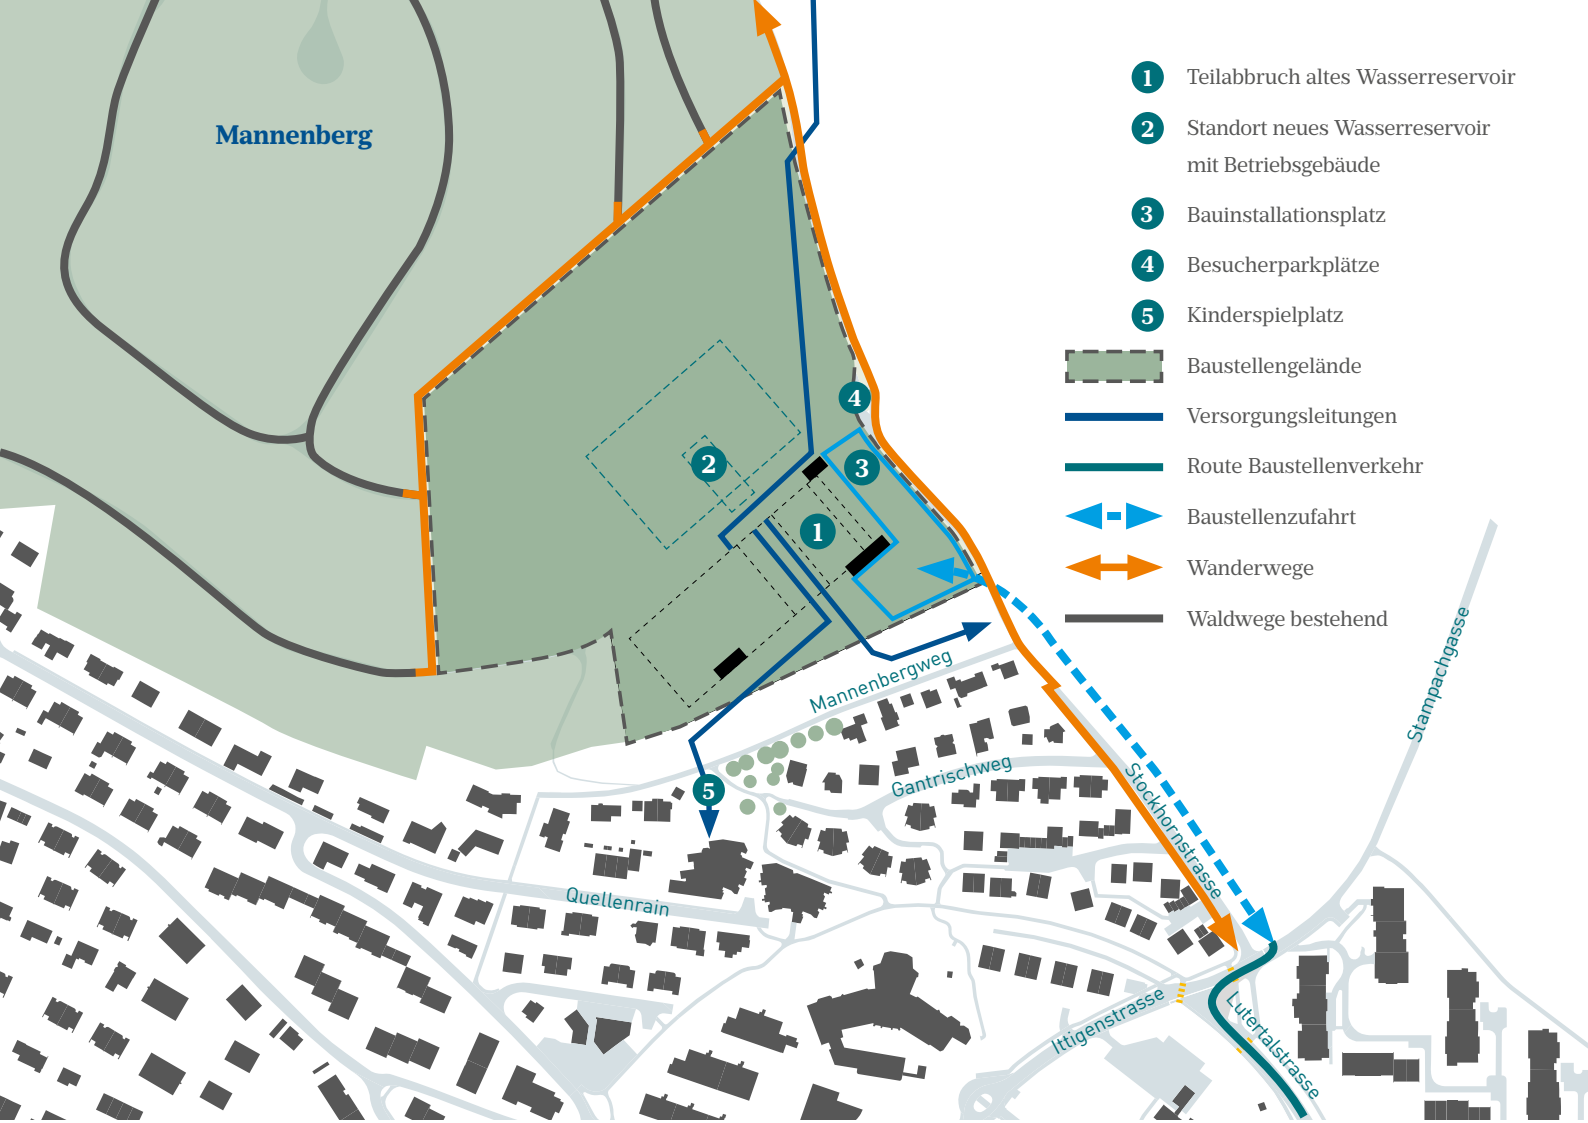 Mannenberg
1 Teilabbruch altes Wasserreservoir
2 Standort neues Wasserreservoir
mit Betriebsgebäude
3 Bauinstallationsplatz
4 Besucherparkplätze
5 Kinderspielplatz
Baustellengelände
Versorgungsleitungen
Route Baustellenverkehr
Baustellenzufahrt
Wanderwege
Waldwege bestehend
4
2
3
1
5
Mannenbergweg
Gantrischweg
Stockhornstrasse
Stampachgasse
Quellenrain
Ittigenstrasse
Lutertalstrasse